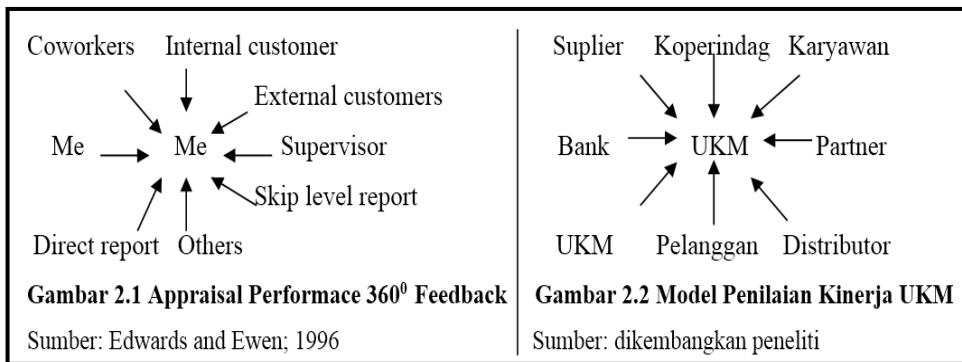 Coworkers Internal customer
External customers
Me Me Supervisor
Skip level report
Direct report Others
Gambar 2.1 Appraisal Performace 360⁰ Feedback
Sumber: Edwards and Ewen; 1996
Suplier Koperindag Karyawan
Bank UKM Partner
UKM Pelanggan Distributor
Gambar 2.2 Model Penilaian Kinerja UKM
Sumber: dikembangkan peneliti